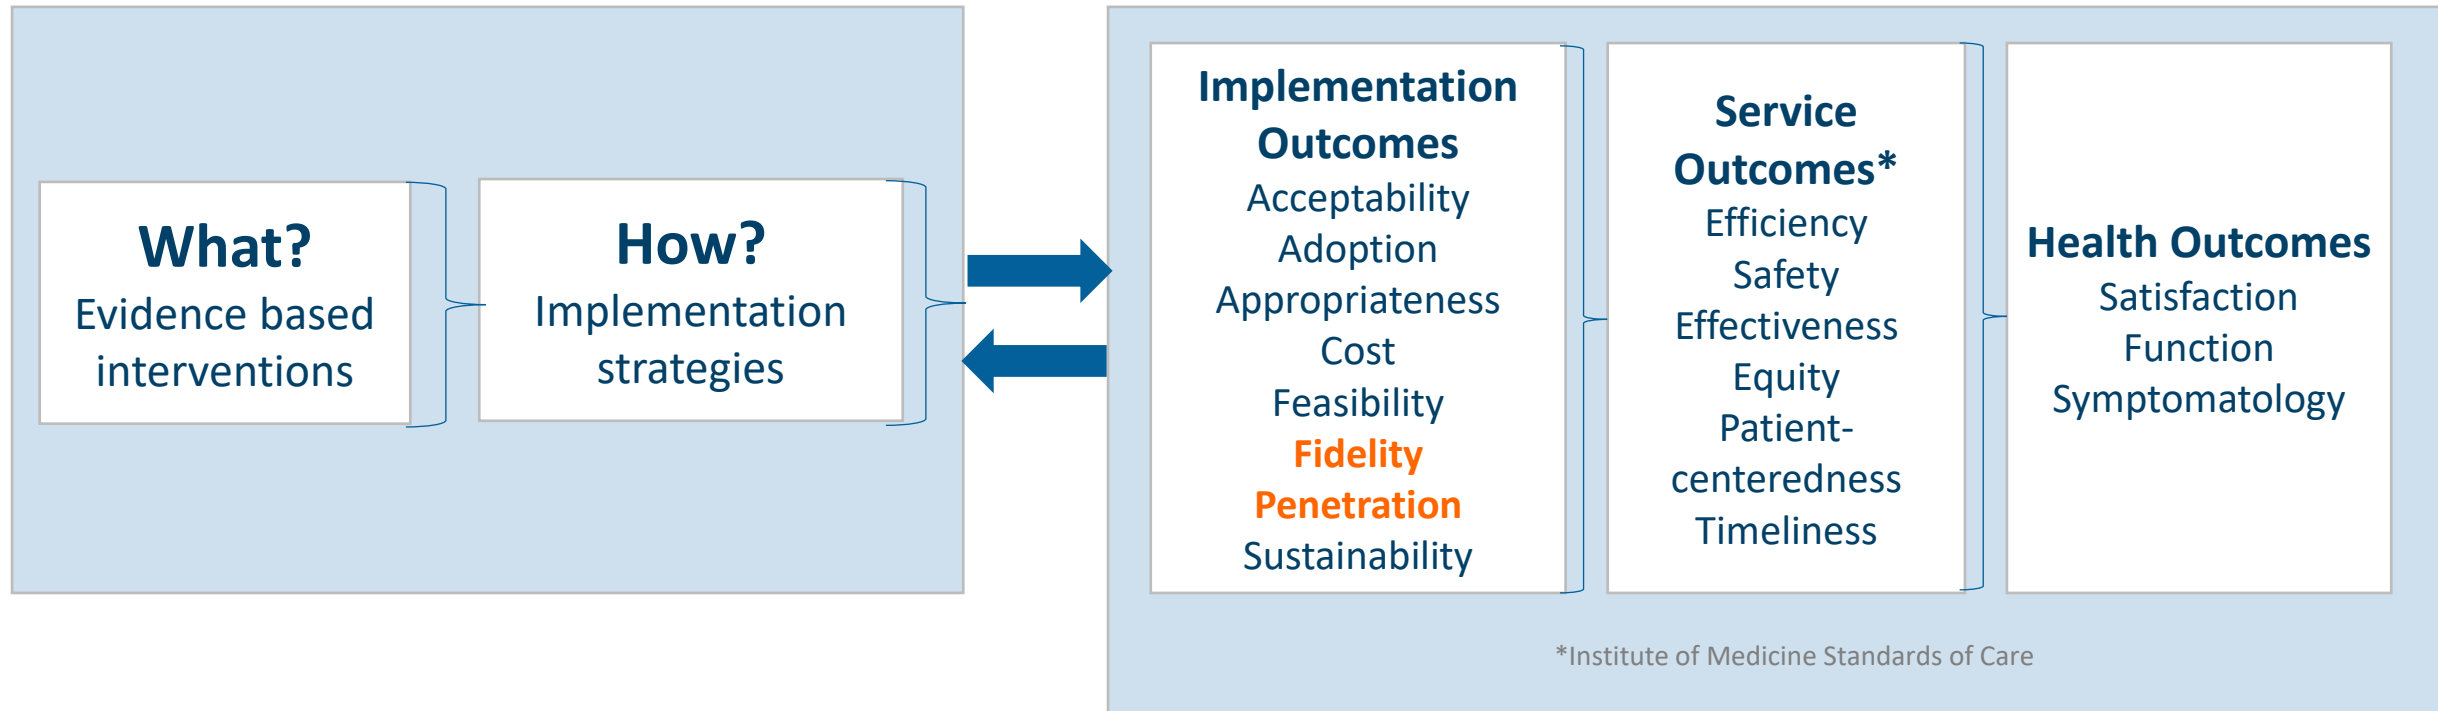 What?
Evidence based
interventions
How?
Implementation
strategies
Implementation
Outcomes
Acceptability
Adoption
Appropriateness
Cost
Feasibility
Fidelity
Penetration
Sustainability
Service
Outcomes*
Efficiency
Safety
Effectiveness
Equity
Patient-
centeredness
Timeliness
Health Outcomes
Satisfaction
Function
Symptomatology
*Institute of Medicine Standards of Care